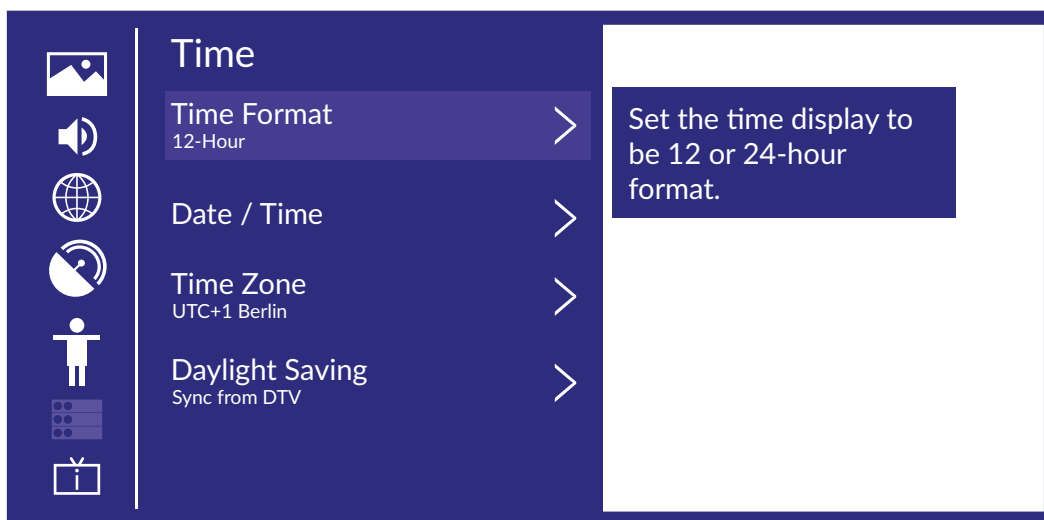 Time
Time Format
12-Hour
Date / Time
Time Zone
UTC+1 Berlin
Daylight Saving
Sync from DTV
Set the time display to
be 12 or 24-hour
format.
i